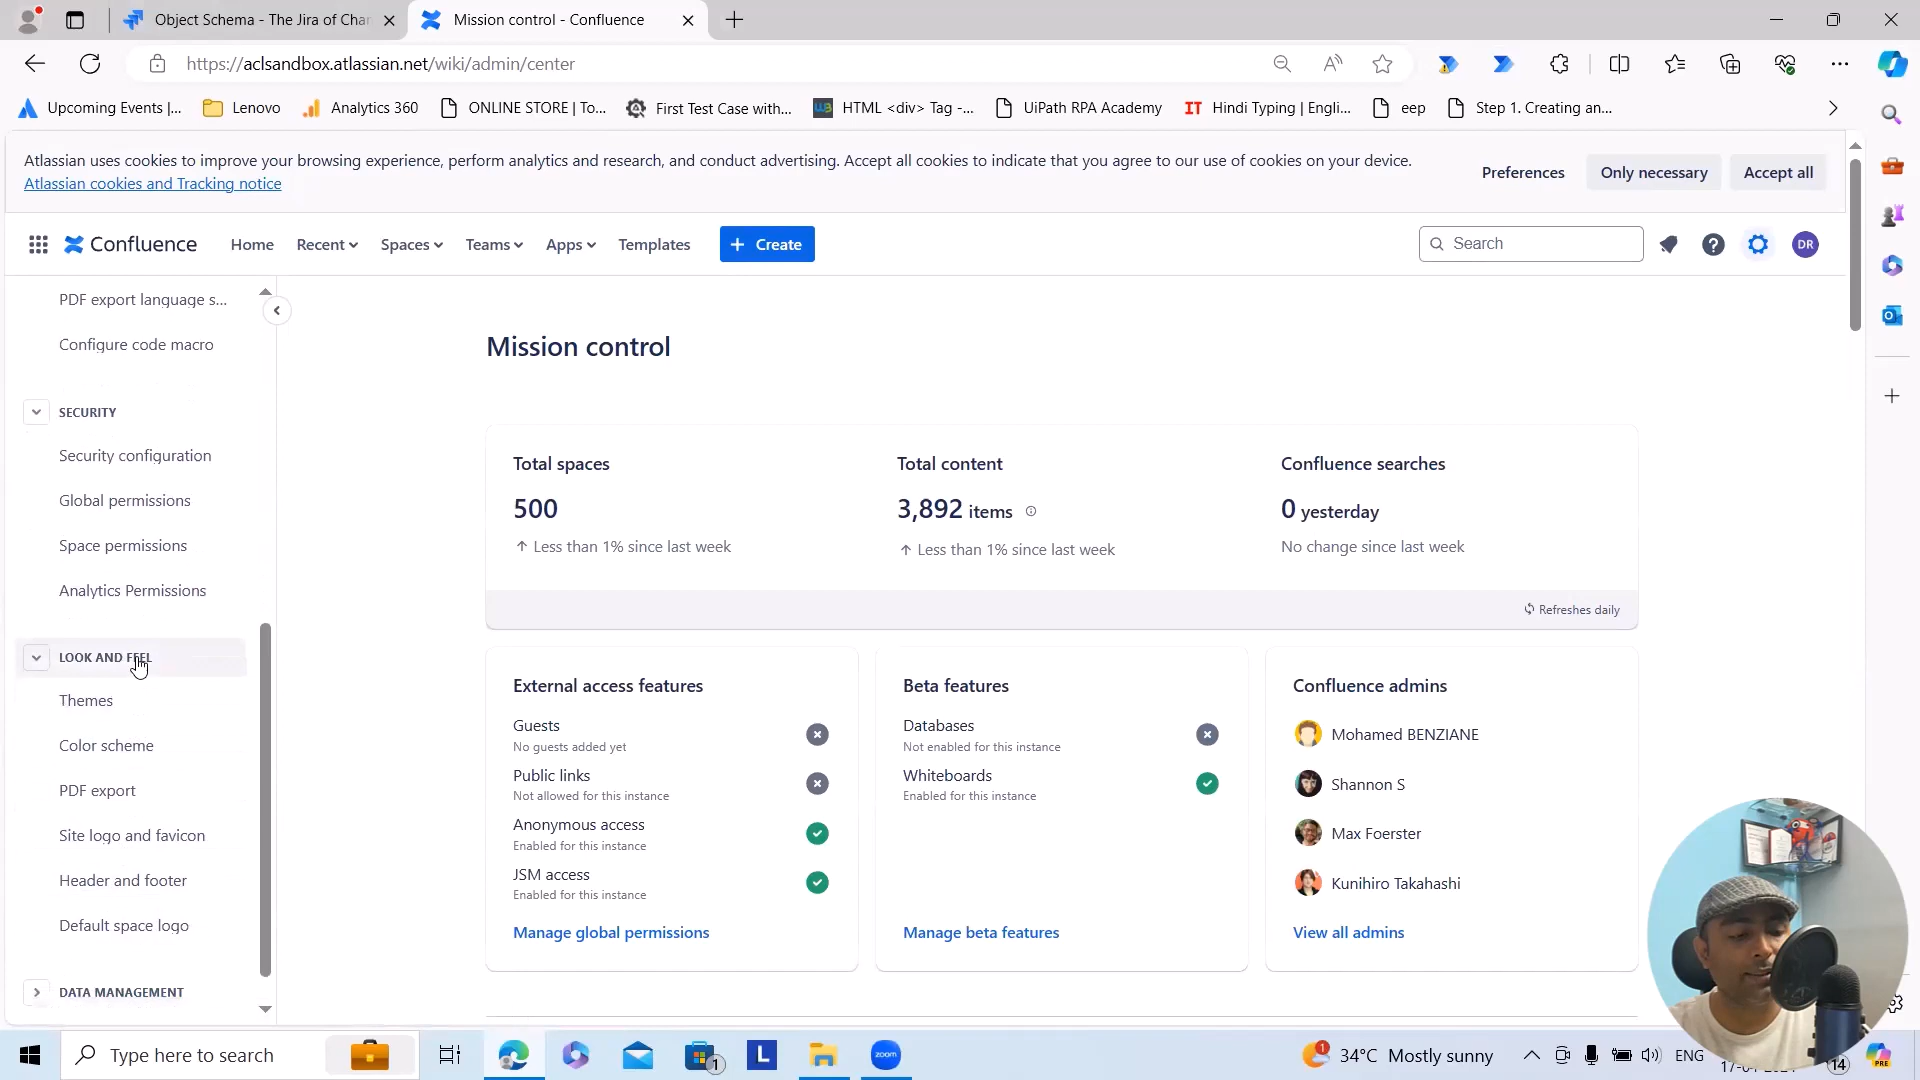 Object Schema - The Jira of Char
Mission control - Confluence
https://aclsandbox.atlassian.net/wiki/admin/center
Upcoming Events |...
Lenovo
Analytics 360
ONLINE STORE | To...
First Test Case with...
HTML <div> Tag -...
UiPath RPA Academy
IT
Hindi Typing | Engli...
eep
Step 1. Creating an...
Atlassian uses cookies to improve your browsing experience, perform analytics and research, and conduct advertising. Accept all cookies to indicate that you agree to our use of cookies on your device.
Atlassian cookies and Tracking notice
Preferences
Only necessary
Accept all
Confluence
Home
Recent
Spaces
Teams
Apps
Templates
+ Create
Search
DR
PDF export language s...
Configure code macro
SECURITY
Security configuration
Global permissions
Space permissions
Analytics Permissions
LOOK AND FEEL
Themes
Color scheme
PDF export
Site logo and favicon
Header and footer
Default space logo
DATA MANAGEMENT
Mission control
Total spaces
500
↑ Less than 1% since last week
Total content
3,892 items
↑ Less than 1% since last week
Confluence searches
0 yesterday
No change since last week
Refreshes daily
External access features
Guests
No guests added yet
Public links
Not allowed for this instance
Anonymous access
Enabled for this instance
JSM access
Enabled for this instance
Manage global permissions
Beta features
Databases
Not enabled for this instance
Whiteboards
Enabled for this instance
Manage beta features
Confluence admins
Mohamed BENZIANE
Shannon S
Max Foerster
Kunihiro Takahashi
View all admins
Type here to search
1
L
zoom
1
34°C Mostly sunny
ENG
14
PRE